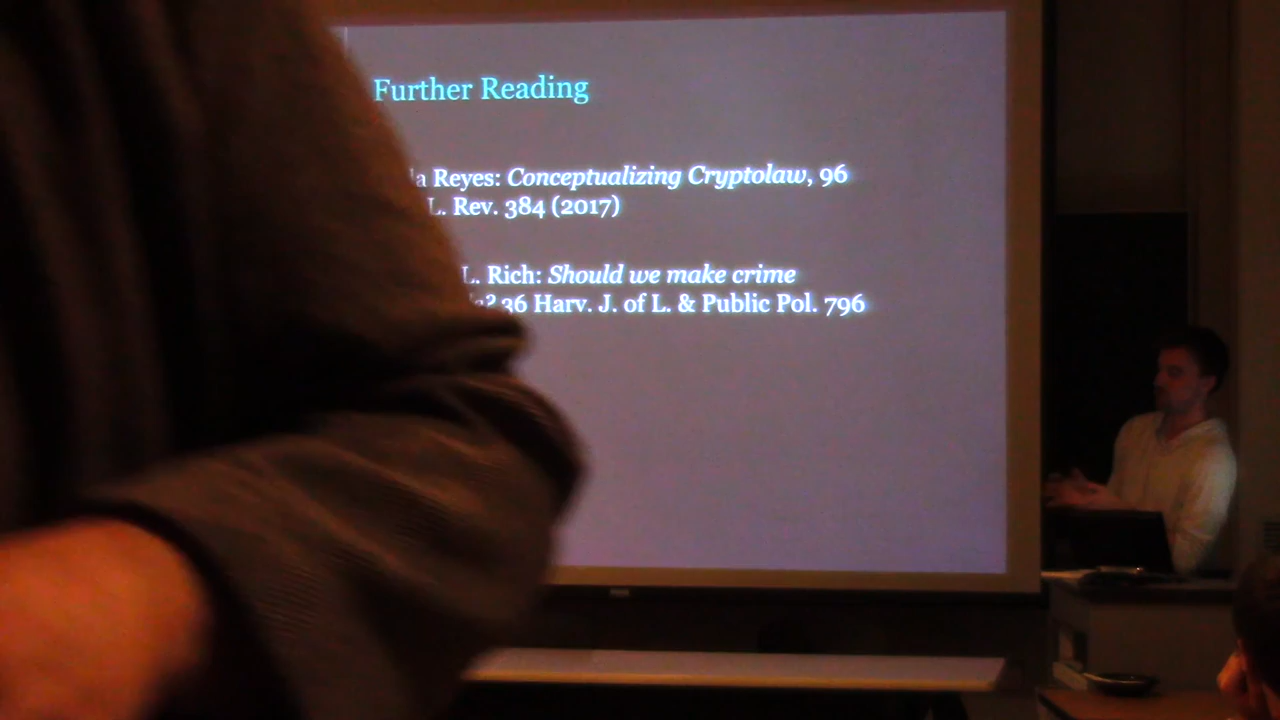 Further Reading
Reyes: Conceptualizing Cryptolaw, 96
L. Rev. 384 (2017)
L. Rich: Should we make crime
36 Harv. J. of L. & Public Pol. 796